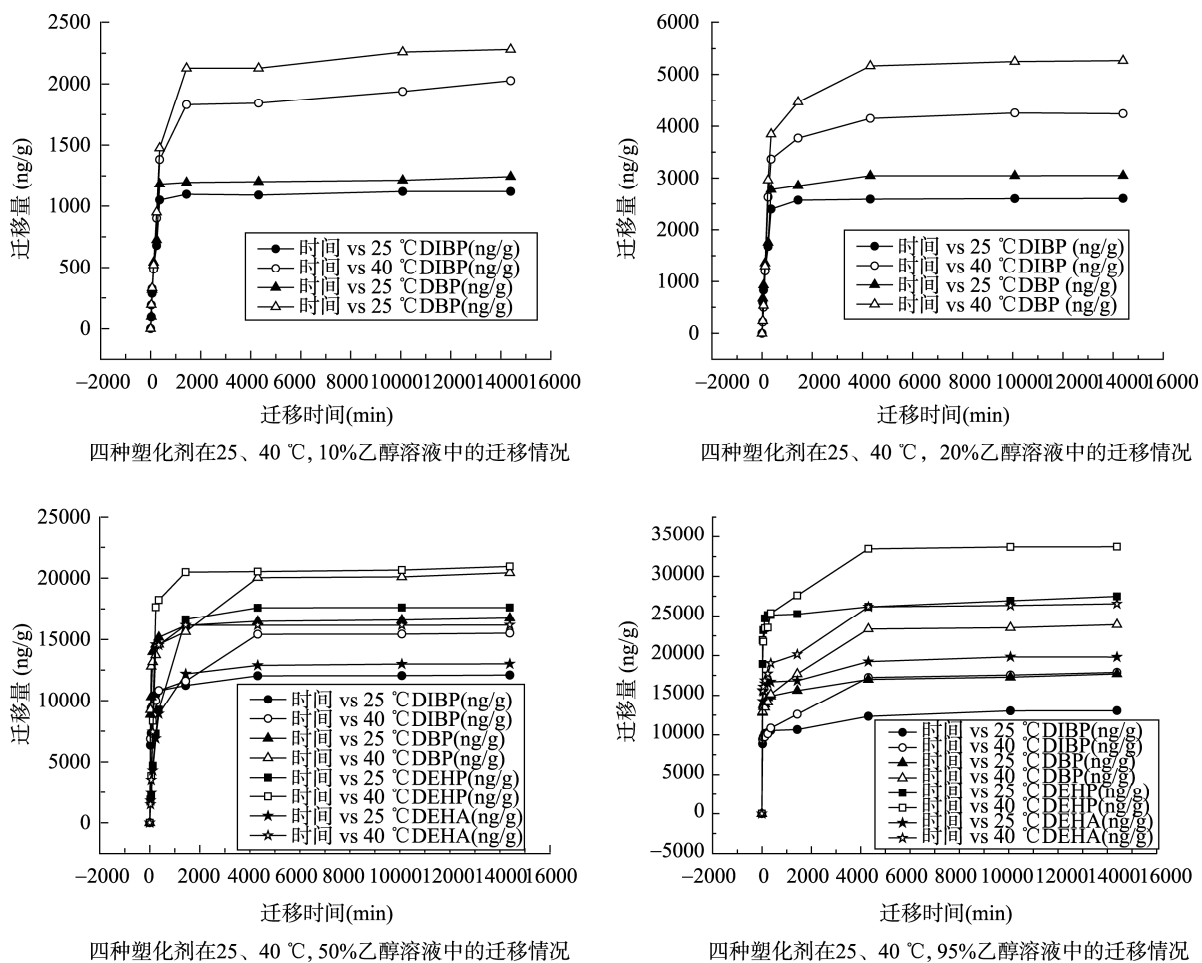 2500
2000
1500
1000
500
0
迁移量 (ng/g)
时间 vs 25 ℃DIBP(ng/g)
时间 vs 40 ℃DIBP(ng/g)
时间 vs 25 ℃DBP(ng/g)
时间 vs 25 ℃DBP(ng/g)
−2000 0 2000 4000 6000 8000 10000 12000 14000 16000
迁移时间(min)
四种塑化剂在25、40 ℃, 10%乙醇溶液中的迁移情况
6000
5000
4000
3000
2000
1000
0
迁移量 (ng/g)
时间 vs 25 ℃DIBP (ng/g)
时间 vs 40 ℃DIBP (ng/g)
时间 vs 25 ℃DBP (ng/g)
时间 vs 40 ℃DBP (ng/g)
−2000 0 2000 4000 6000 8000 10000 12000 14000 16000
迁移时间(min)
四种塑化剂在25、40 ℃, 20%乙醇溶液中的迁移情况
25000
20000
15000
10000
5000
0
迁移量 (ng/g)
时间 vs 25 ℃DIBP(ng/g)
时间 vs 40 ℃DIBP(ng/g)
时间 vs 25 ℃DBP(ng/g)
时间 vs 40 ℃DBP(ng/g)
时间 vs 25 ℃DEHP(ng/g)
时间 vs 40 ℃DEHP(ng/g)
时间 vs 25 ℃DEHA(ng/g)
时间 vs 40 ℃DEHA(ng/g)
−2000 0 2000 4000 6000 8000 10000 12000 14000 16000
迁移时间(min)
四种塑化剂在25、40 ℃, 50%乙醇溶液中的迁移情况
35000
30000
25000
20000
15000
10000
5000
0
−5000
迁移量 (ng/g)
时间 vs 25 ℃DIBP(ng/g)
时间 vs 40 ℃DIBP(ng/g)
时间 vs 25 ℃DBP(ng/g)
时间 vs 40 ℃DBP(ng/g)
时间 vs 25 ℃DEHP(ng/g)
时间 vs 40 ℃DEHP(ng/g)
时间 vs 25 ℃DEHA(ng/g)
时间 vs 40 ℃DEHA(ng/g)
−2000 0 2000 4000 6000 8000 10000 12000 14000 16000
迁移时间(min)
四种塑化剂在25、40 ℃, 95%乙醇溶液中的迁移情况